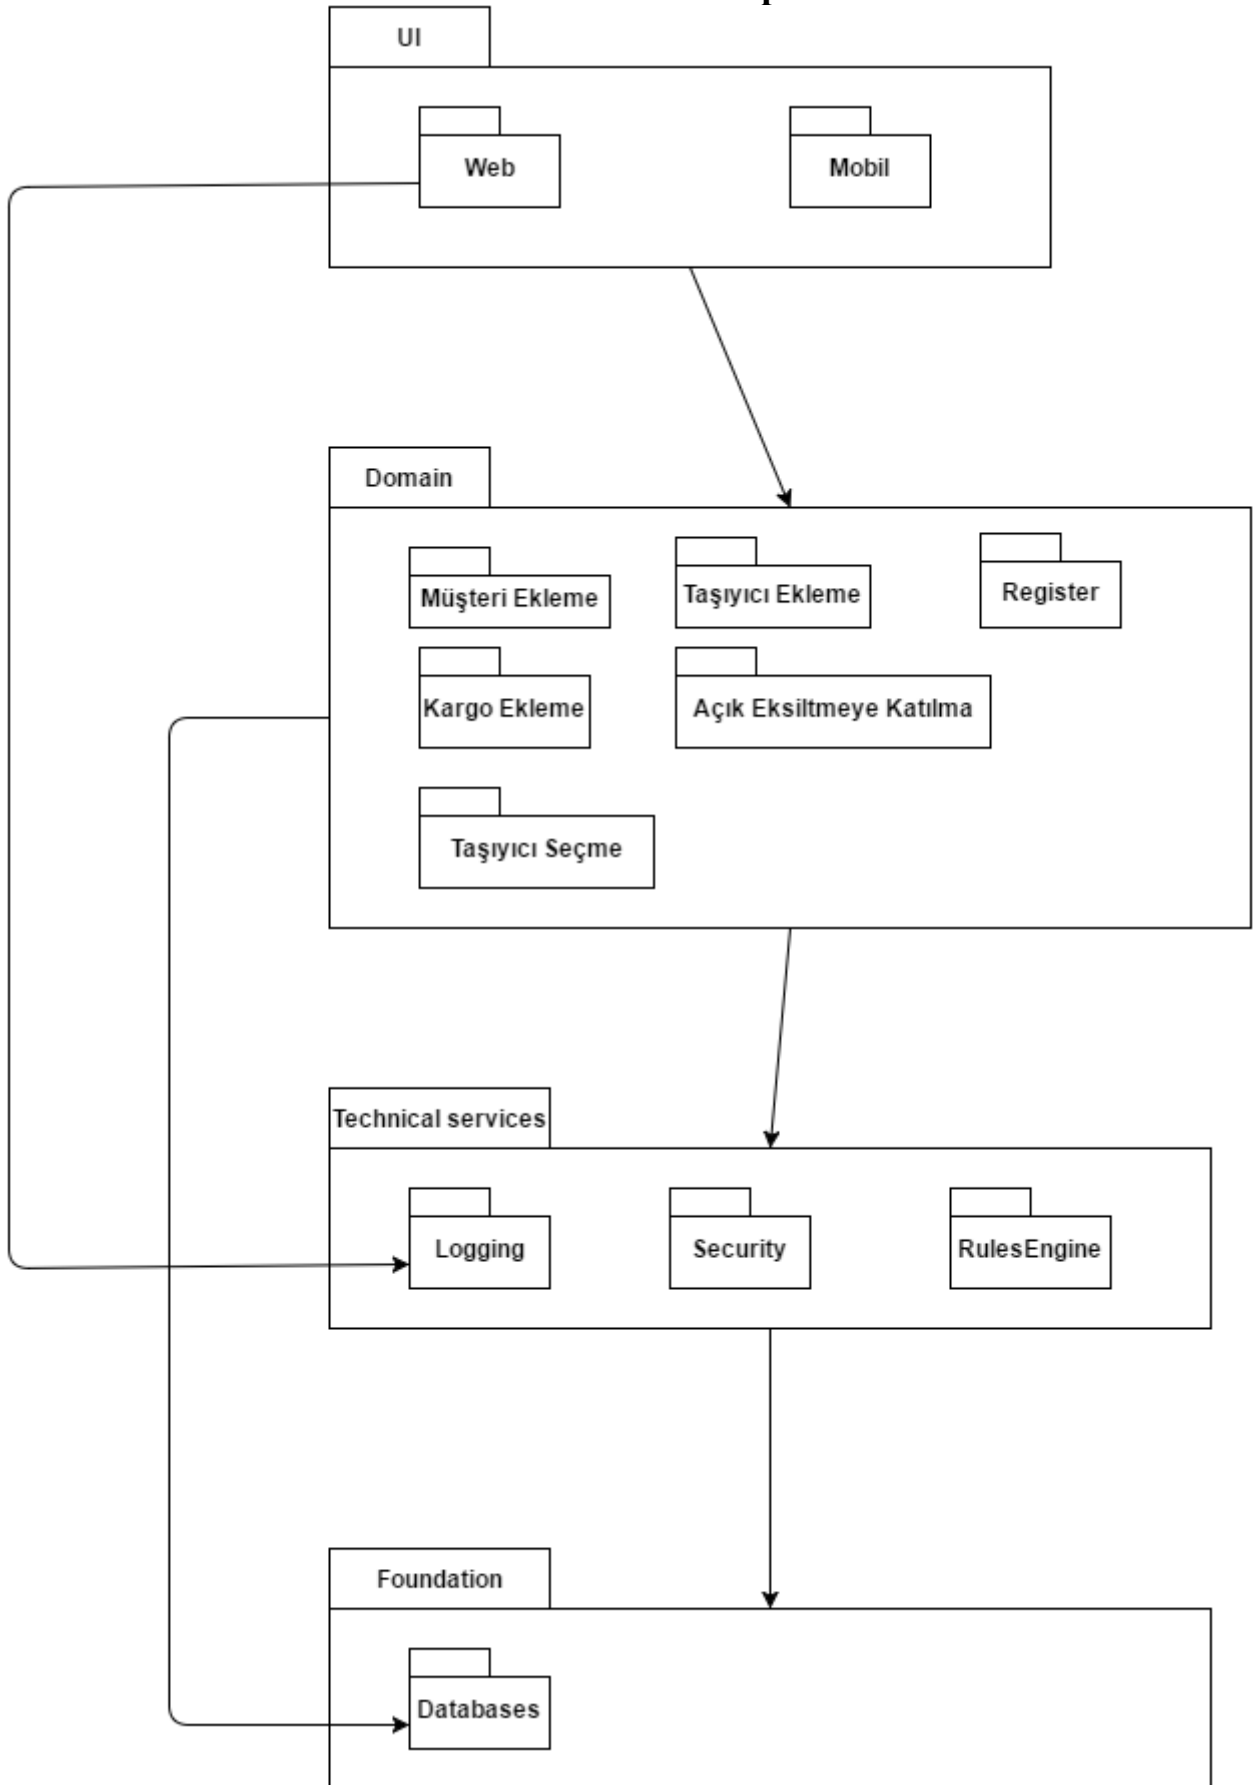 UI
Web
Mobil
Domain
Müşteri Ekleme
Taşıyıcı Ekleme
Register
Kargo Ekleme
Açık Eksiltmeye Katılma
Taşıyıcı Seçme
Technical services
Logging
Security
RulesEngine
Foundation
Databases